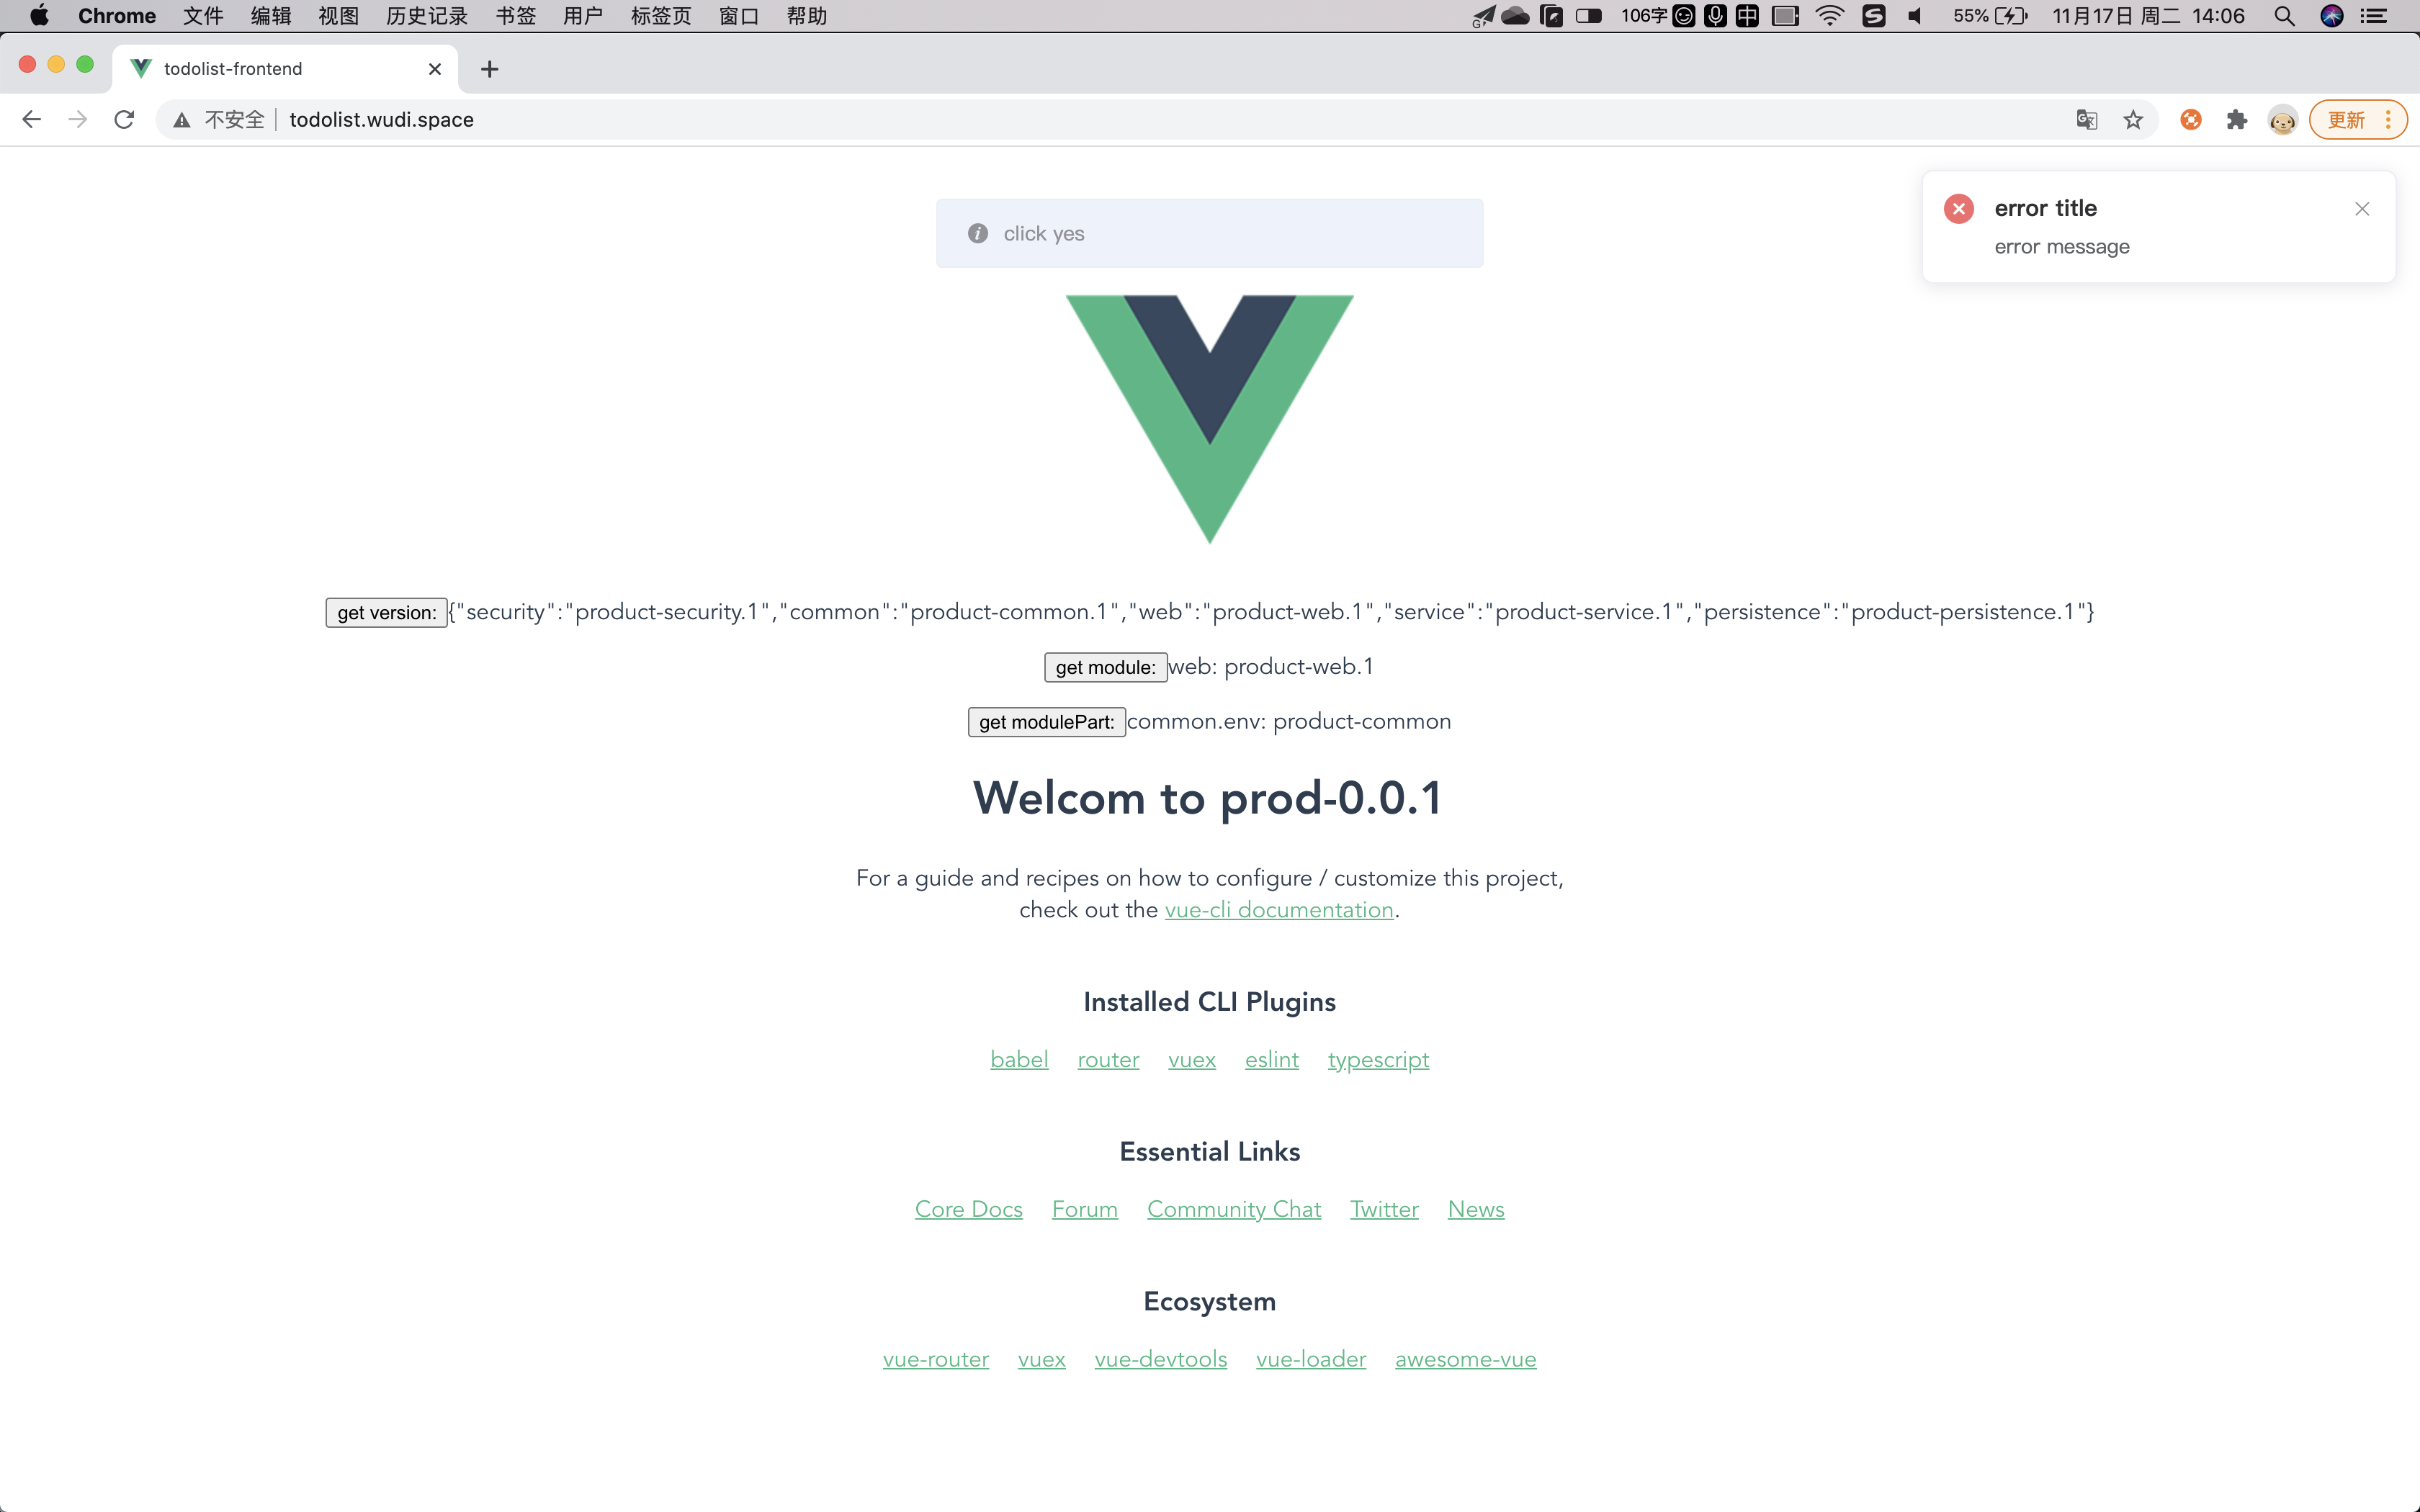 Chrome 文件 编辑 视图 历史记录 书签 用户 标签页 窗口 帮助 106字 中 55% 11月17日 周二 14:06
todolist-frontend
不安全 todolist.wudi.space 更新
error title
error message
click yes
get version: {"security":"product-security.1","common":"product-common.1","web":"product-web.1","service":"product-service.1","persistence":"product-persistence.1"}
get module: web: product-web.1
get modulePart: common.env: product-common
Welcom to prod-0.0.1
For a guide and recipes on how to configure / customize this project,
check out the vue-cli documentation.
Installed CLI Plugins
babel router vuex eslint typescript
Essential Links
Core Docs Forum Community Chat Twitter News
Ecosystem
vue-router vuex vue-devtools vue-loader awesome-vue